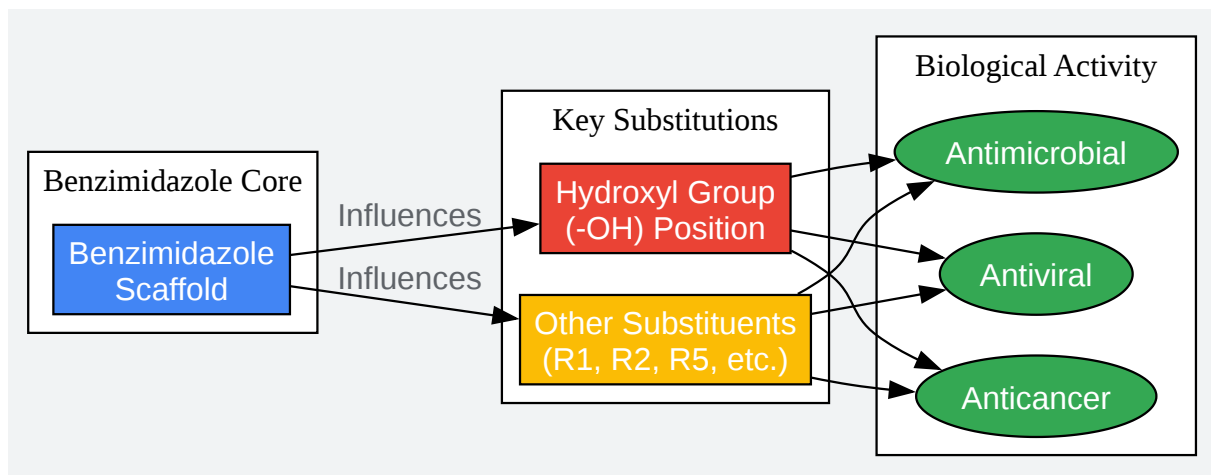 Benzimidazole Core
Benzimidazole
Scaffold
Influences
Influences
Key Substitutions
Hydroxyl Group
(-OH) Position
Other Substituents
(R1, R2, R5, etc.)
Biological Activity
Antimicrobial
Antiviral
Anticancer